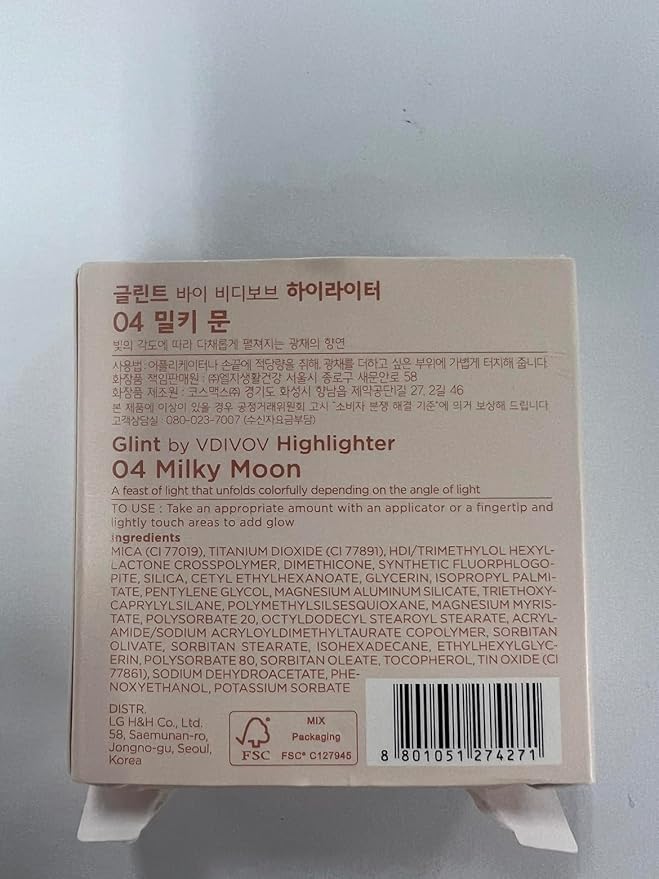 글린트 바이 비디보브 하이라이터
04 밀키 문
빛의 각도에 따라 다채롭게 펼쳐지는 광채의 향연
사용법 : 어플리케이터나 손끝에 적당량을 취해, 광채를 더하고 싶은 부위에 가볍게 터치해 줍니다.
화장품 책임판매원 : ㈜엘지생활건강 서울시 종로구 새문안로 58
화장품 제조원 : 코스맥스㈜ 경기도 화성시 향남읍 제약공단1길 27, 2길 46
본 제품에 이상이 있을 경우 공정거래위원회 고시 "소비자 분쟁 해결 기준"에 의거 보상해 드립니다.
고객상담실 : 080-023-7007 (수신자요금부담)
Glint by VDIVOV Highlighter
04 Milky Moon
A feast of light that unfolds colorfully depending on the angle of light
TO USE : Take an appropriate amount with an applicator or a fingertip and
lightly touch areas to add glow
Ingredients
MICA (CI 77019), TITANIUM DIOXIDE (CI 77891), HDI/TRIMETHYLOL HEXYL-
LACTONE CROSSPOLYMER, DIMETHICONE, SYNTHETIC FLUORPHLOGO-
PITE, SILICA, CETYL ETHYLHEXANOATE, GLYCERIN, ISOPROPYL PALMI-
TATE, PENTYLENE GLYCOL, MAGNESIUM ALUMINUM SILICATE, TRIETHOXY-
CAPRYLYLSILANE, POLYMETHYLSILSESQUIOXANE, MAGNESIUM MYRIS-
TATE, POLYSORBATE 20, OCTYLDODECYL STEAROYL STEARATE, ACRYL-
AMIDE/SODIUM ACRYLOYLDIMETHYLTAURATE COPOLYMER, SORBITAN
OLIVATE, SORBITAN STEARATE, ISOHEXADECANE, ETHYLHEXYLGLYC-
ERIN, POLYSORBATE 80, SORBITAN OLEATE, TOCOPHEROL, TIN OXIDE (CI
77861), SODIUM DEHYDROACETATE, PHE-
NOXYETHANOL, POTASSIUM SORBATE
DISTR.
LG H&H Co., Ltd.
58, Saemunan-ro,
Jongno-gu, Seoul,
Korea
FSC
MIX
Packaging
FSC® C127945
8 801051 274271